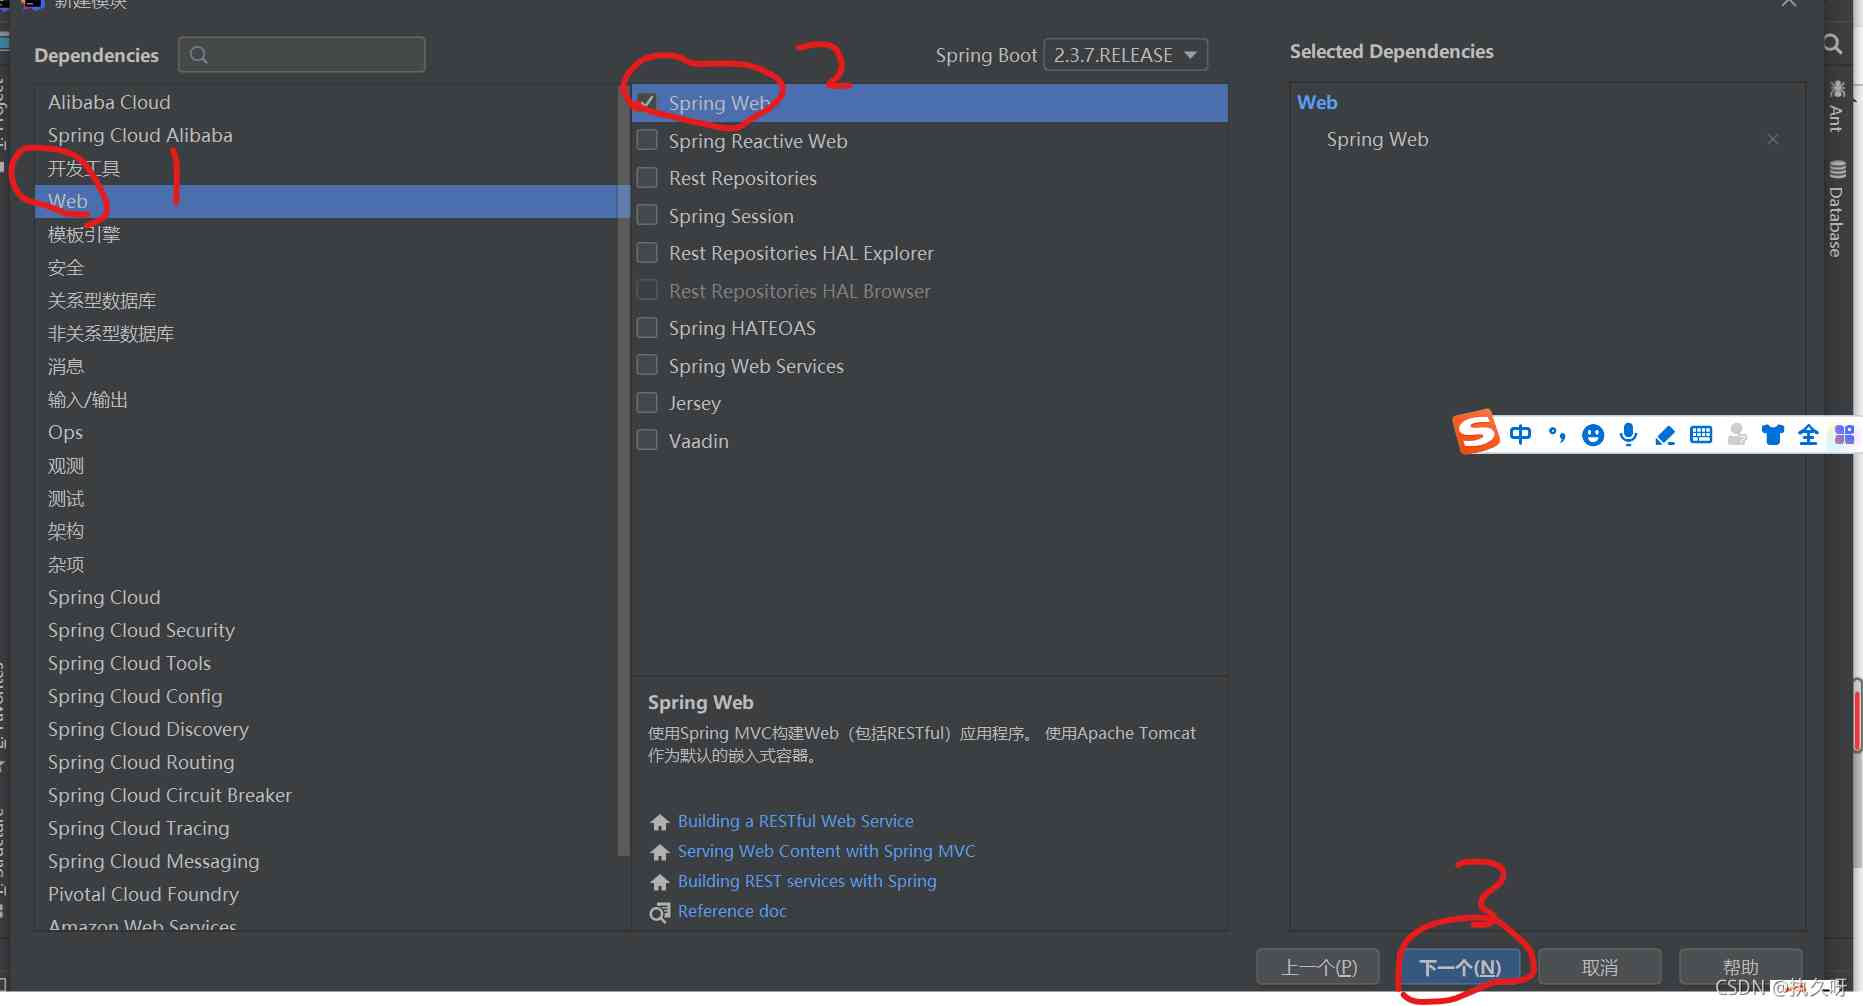 新建模块
Dependencies
Spring Boot 2.3.7.RELEASE
Selected Dependencies
Alibaba Cloud
Spring Cloud Alibaba
开发工具
Web
模板引擎
安全
关系型数据库
非关系型数据库
消息
输入/输出
Ops
观测
测试
架构
杂项
Spring Cloud
Spring Cloud Security
Spring Cloud Tools
Spring Cloud Config
Spring Cloud Discovery
Spring Cloud Routing
Spring Cloud Circuit Breaker
Spring Cloud Tracing
Spring Cloud Messaging
Pivotal Cloud Foundry
Amazon Web Services
1
Spring Web
2
Spring Reactive Web
Rest Repositories
Spring Session
Rest Repositories HAL Explorer
Rest Repositories HAL Browser
Spring HATEOAS
Spring Web Services
Jersey
Vaadin
Spring Web
使用Spring MVC构建Web（包括RESTful）应用程序。 使用Apache Tomcat
作为默认的嵌入式容器。
Building a RESTful Web Service
Serving Web Content with Spring MVC
Building REST services with Spring
Reference doc
Web
Spring Web
Ant
Database
中 全
3
上一个(P) 下一个(N) 取消 帮助
CSDN @执久呀